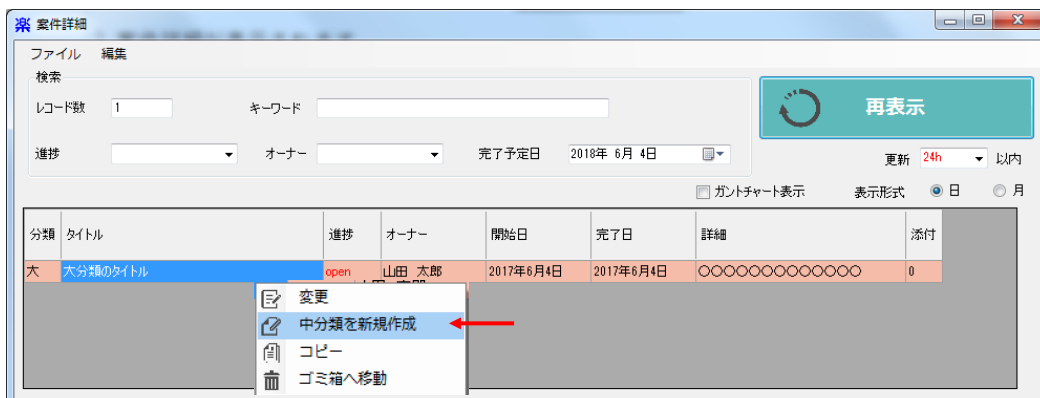 楽 案件詳細
ファイル 編集
検索
レコード数 1 キーワード
再表示
進捗 オーナー 完了予定日 2018年 6月 4日
更新 24h 以内
ガントチャート表示 表示形式 日 月
分類 タイトル 進捗 オーナー 開始日 完了日 詳細 添付
大 大分類のタイトル open 山田 太郎 2017年6月4日 2017年6月4日 〇〇〇〇〇〇〇〇〇〇〇〇〇 0
変更
中分類を新規作成
コピー
ゴミ箱へ移動